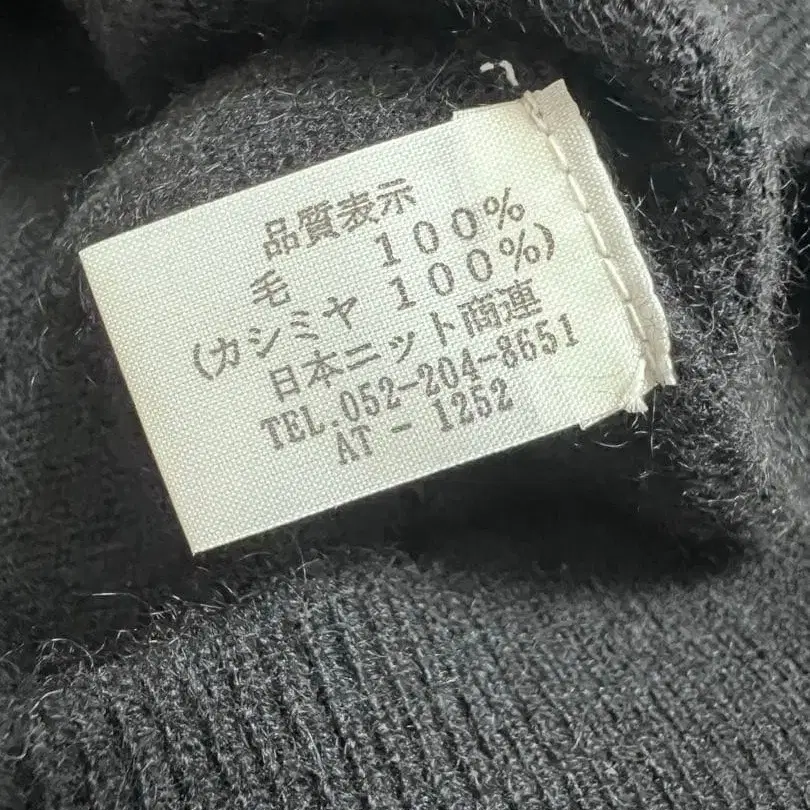 品質表示
毛　　１００％
(カシミヤ １００％)
日本ニット商連
TEL.052-204-8651
AT - 1252